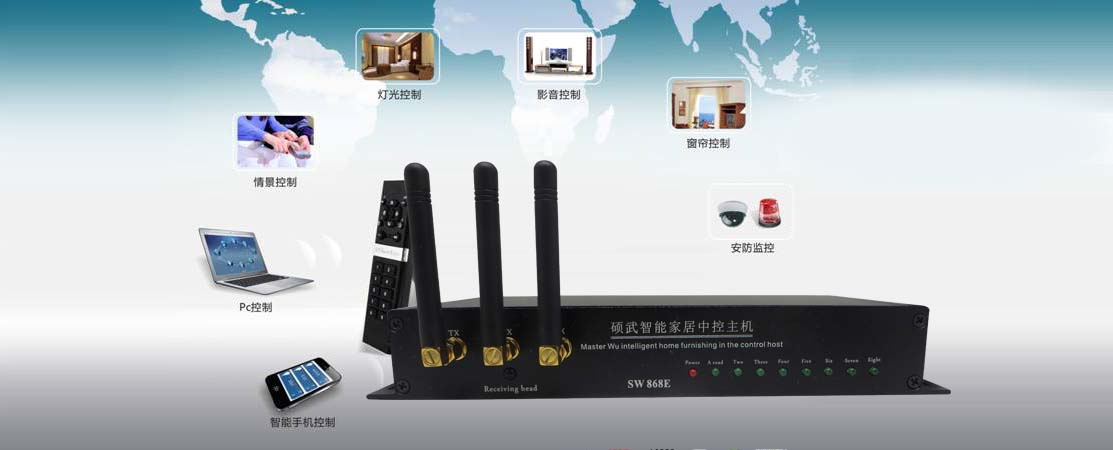 灯光控制
影音控制
窗帘控制
情景控制
安防监控
Pc控制
智能手机控制
硕武智能家居中控主机
Master Wu intelligent home furnishing in the control host
TX
X
X
Power A road Two Three Four Five Six Seven Eight
SW 868E
Receiving head